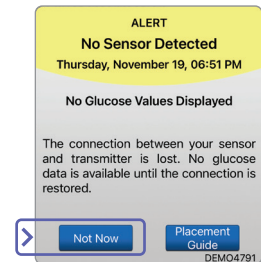 ALERT
No Sensor Detected
Thursday, November 19, 06:51 PM
No Glucose Values Displayed
The connection between your sensor
and transmitter is lost. No glucose
data is available until the connection is
restored.
Not Now
Placement
Guide
DEMO4791